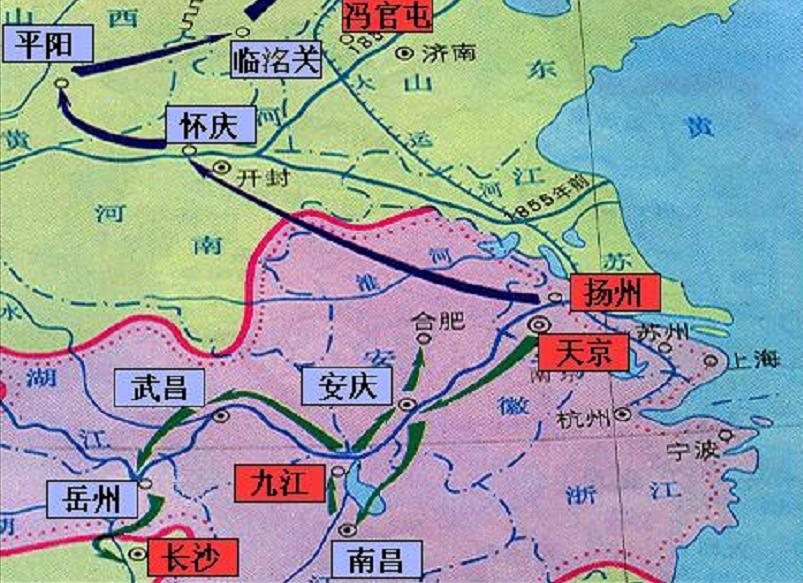 山 西
冯官屯
平阳
临洺关
济南
山 东
大
运
河
黄
怀庆
河
黄
开封
江
1855年前
河
南
淮 河
苏
扬州
合肥
苏州
天京
上海
安
湖
武昌
安庆
徽
杭州
江
宁波
岳州
九江
浙 江
长沙
南昌